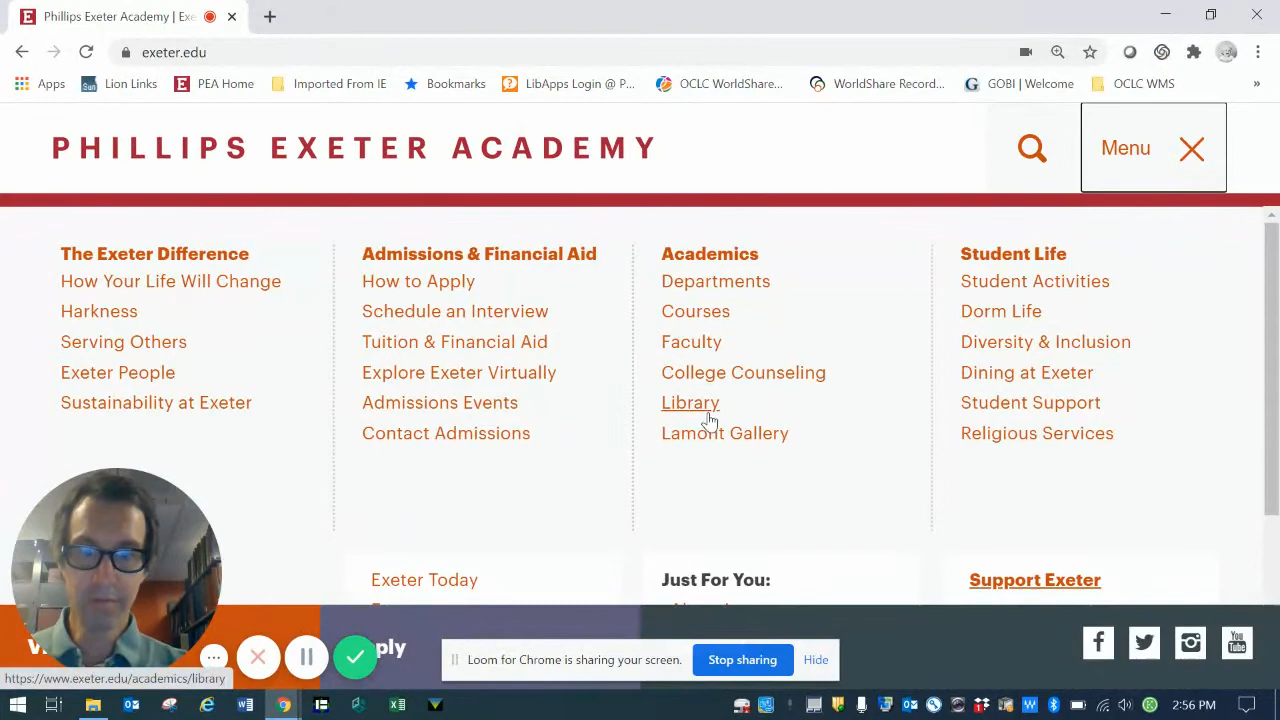 Phillips Exeter Academy | Exe
exeter.edu
Apps
Lion Links
PEA Home
Imported From IE
Bookmarks
LibApps Login @ P...
OCLC WorldShare...
WorldShare Record...
GOBI | Welcome
OCLC WMS
»
PHILLIPS EXETER ACADEMY
Menu
The Exeter Difference
How Your Life Will Change
Harkness
Serving Others
Exeter People
Sustainability at Exeter
Admissions & Financial Aid
How to Apply
Schedule an Interview
Tuition & Financial Aid
Explore Exeter Virtually
Admissions Events
Contact Admissions
Academics
Departments
Courses
Faculty
College Counseling
Library
Lamont Gallery
Student Life
Student Activities
Dorm Life
Diversity & Inclusion
Dining at Exeter
Student Support
Religious Services
Exeter Today
Just For You:
Support Exeter
Loom for Chrome is sharing your screen.
Stop sharing
Hide
You
Tube
https://www.exeter.edu/academics/library
2:56 PM